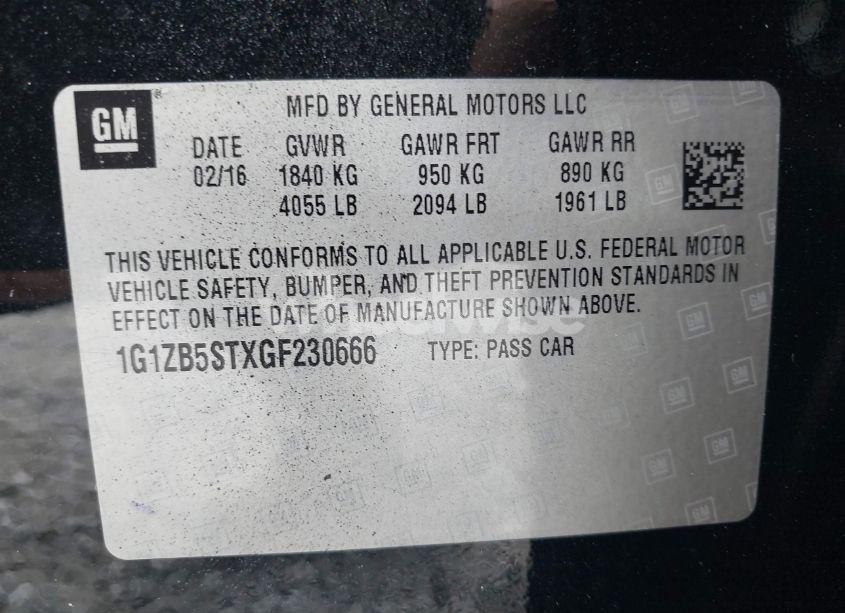 GM
MFD BY GENERAL MOTORS LLC
DATE GVWR GAWR FRT GAWR RR
02/16 1840 KG 950 KG 890 KG
4055 LB 2094 LB 1961 LB
THIS VEHICLE CONFORMS TO ALL APPLICABLE U.S. FEDERAL MOTOR
VEHICLE SAFETY, BUMPER, AND THEFT PREVENTION STANDARDS IN
EFFECT ON THE DATE OF MANUFACTURE SHOWN ABOVE.
1G1ZB5STXGF230666 TYPE: PASS CAR